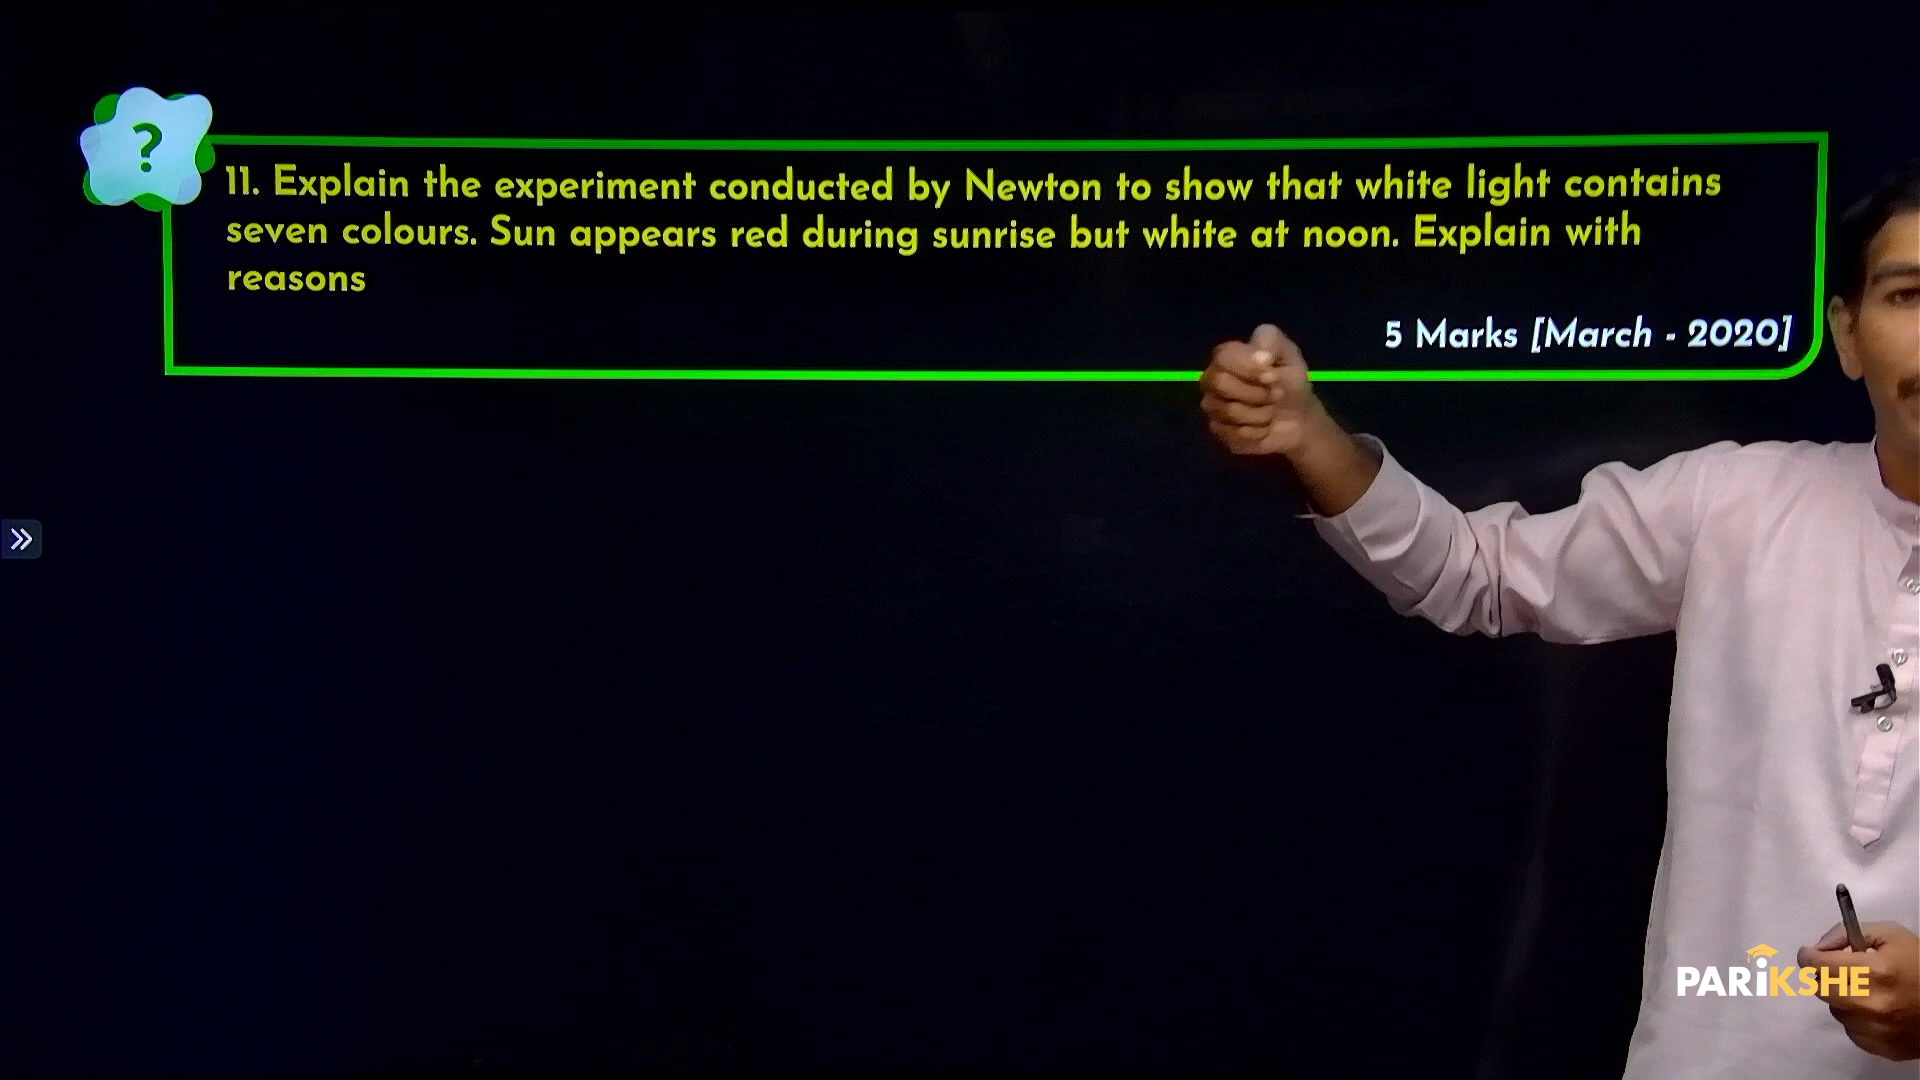 ?
11. Explain the experiment conducted by Newton to show that white light contains
seven colours. Sun appears red during sunrise but white at noon. Explain with
reasons
5 Marks [March - 2020]
PARiKSHE